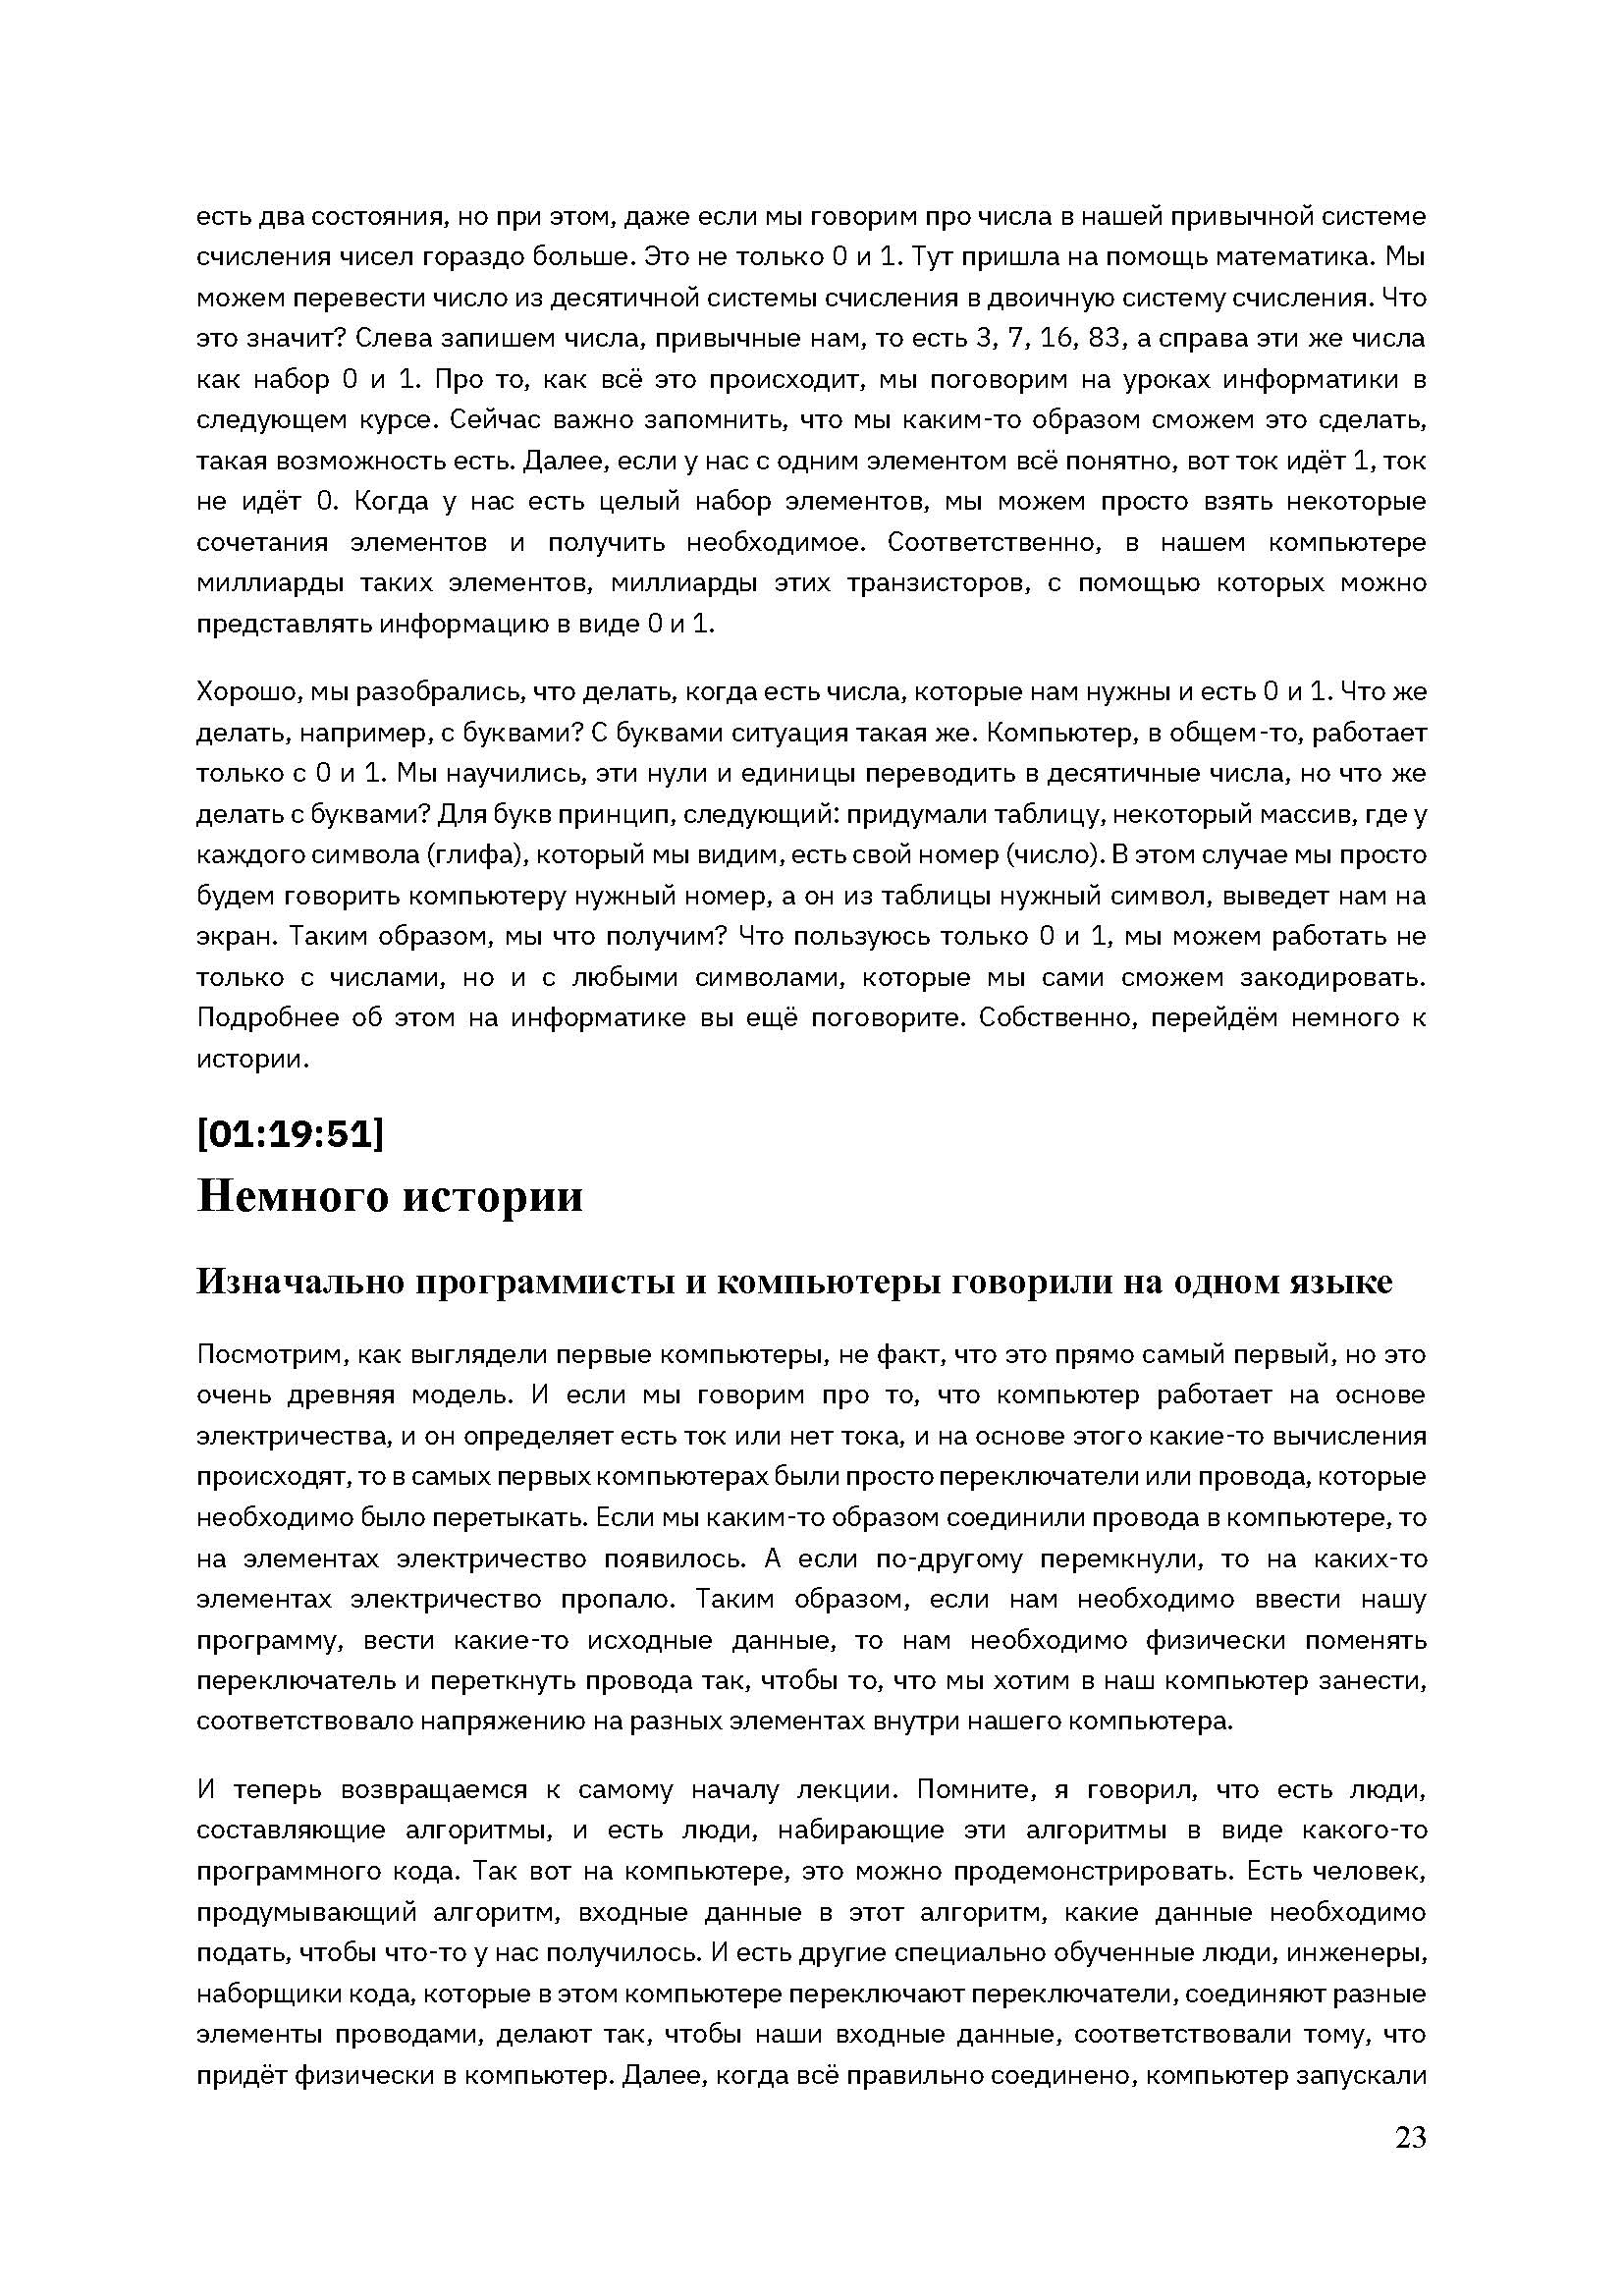 есть два состояния, но при этом, даже если мы говорим про числа в нашей привычной системе
счисления чисел гораздо больше. Это не только 0 и 1. Тут пришла на помощь математика. Мы
можем перевести число из десятичной системы счисления в двоичную систему счисления. Что
это значит? Слева запишем числа, привычные нам, то есть 3, 7, 16, 83, а справа эти же числа
как набор 0 и 1. Про то, как всё это происходит, мы поговорим на уроках информатики в
следующем курсе. Сейчас важно запомнить, что мы каким-то образом сможем это сделать,
такая возможность есть. Далее, если у нас с одним элементом всё понятно, вот ток идёт 1, ток
не идёт 0. Когда у нас есть целый набор элементов, мы можем просто взять некоторые
сочетания элементов и получить необходимое. Соответственно, в нашем компьютере
миллиарды таких элементов, миллиарды этих транзисторов, с помощью которых можно
представлять информацию в виде 0 и 1.
Хорошо, мы разобрались, что делать, когда есть числа, которые нам нужны и есть 0 и 1. Что же
делать, например, с буквами? С буквами ситуация такая же. Компьютер, в общем-то, работает
только с 0 и 1. Мы научились, эти нули и единицы переводить в десятичные числа, но что же
делать с буквами? Для букв принцип, следующий: придумали таблицу, некоторый массив, где у
каждого символа (глифа), который мы видим, есть свой номер (число). В этом случае мы просто
будем говорить компьютеру нужный номер, а он из таблицы нужный символ, выведет нам на
экран. Таким образом, мы что получим? Что пользуюсь только 0 и 1, мы можем работать не
только с числами, но и с любыми символами, которые мы сами сможем закодировать.
Подробнее об этом на информатике вы ещё поговорите. Собственно, перейдём немного к
истории.
[01:19:51]
Немного истории
Изначально программисты и компьютеры говорили на одном языке
Посмотрим, как выглядели первые компьютеры, не факт, что это прямо самый первый, но это
очень древняя модель. И если мы говорим про то, что компьютер работает на основе
электричества, и он определяет есть ток или нет тока, и на основе этого какие-то вычисления
происходят, то в самых первых компьютерах были просто переключатели или провода, которые
необходимо было перетыкать. Если мы каким-то образом соединили провода в компьютере, то
на элементах электричество появилось. А если по-другому перемкнули, то на каких-то
элементах электричество пропало. Таким образом, если нам необходимо ввести нашу
программу, вести какие-то исходные данные, то нам необходимо физически поменять
переключатель и переткнуть провода так, чтобы то, что мы хотим в наш компьютер занести,
соответствовало напряжению на разных элементах внутри нашего компьютера.
И теперь возвращаемся к самому началу лекции. Помните, я говорил, что есть люди,
составляющие алгоритмы, и есть люди, набирающие эти алгоритмы в виде какого-то
программного кода. Так вот на компьютере, это можно продемонстрировать. Есть человек,
продумывающий алгоритм, входные данные в этот алгоритм, какие данные необходимо
подать, чтобы что-то у нас получилось. И есть другие специально обученные люди, инженеры,
наборщики кода, которые в этом компьютере переключают переключатели, соединяют разные
элементы проводами, делают так, чтобы наши входные данные, соответствовали тому, что
придёт физически в компьютер. Далее, когда всё правильно соединено, компьютер запускали
23